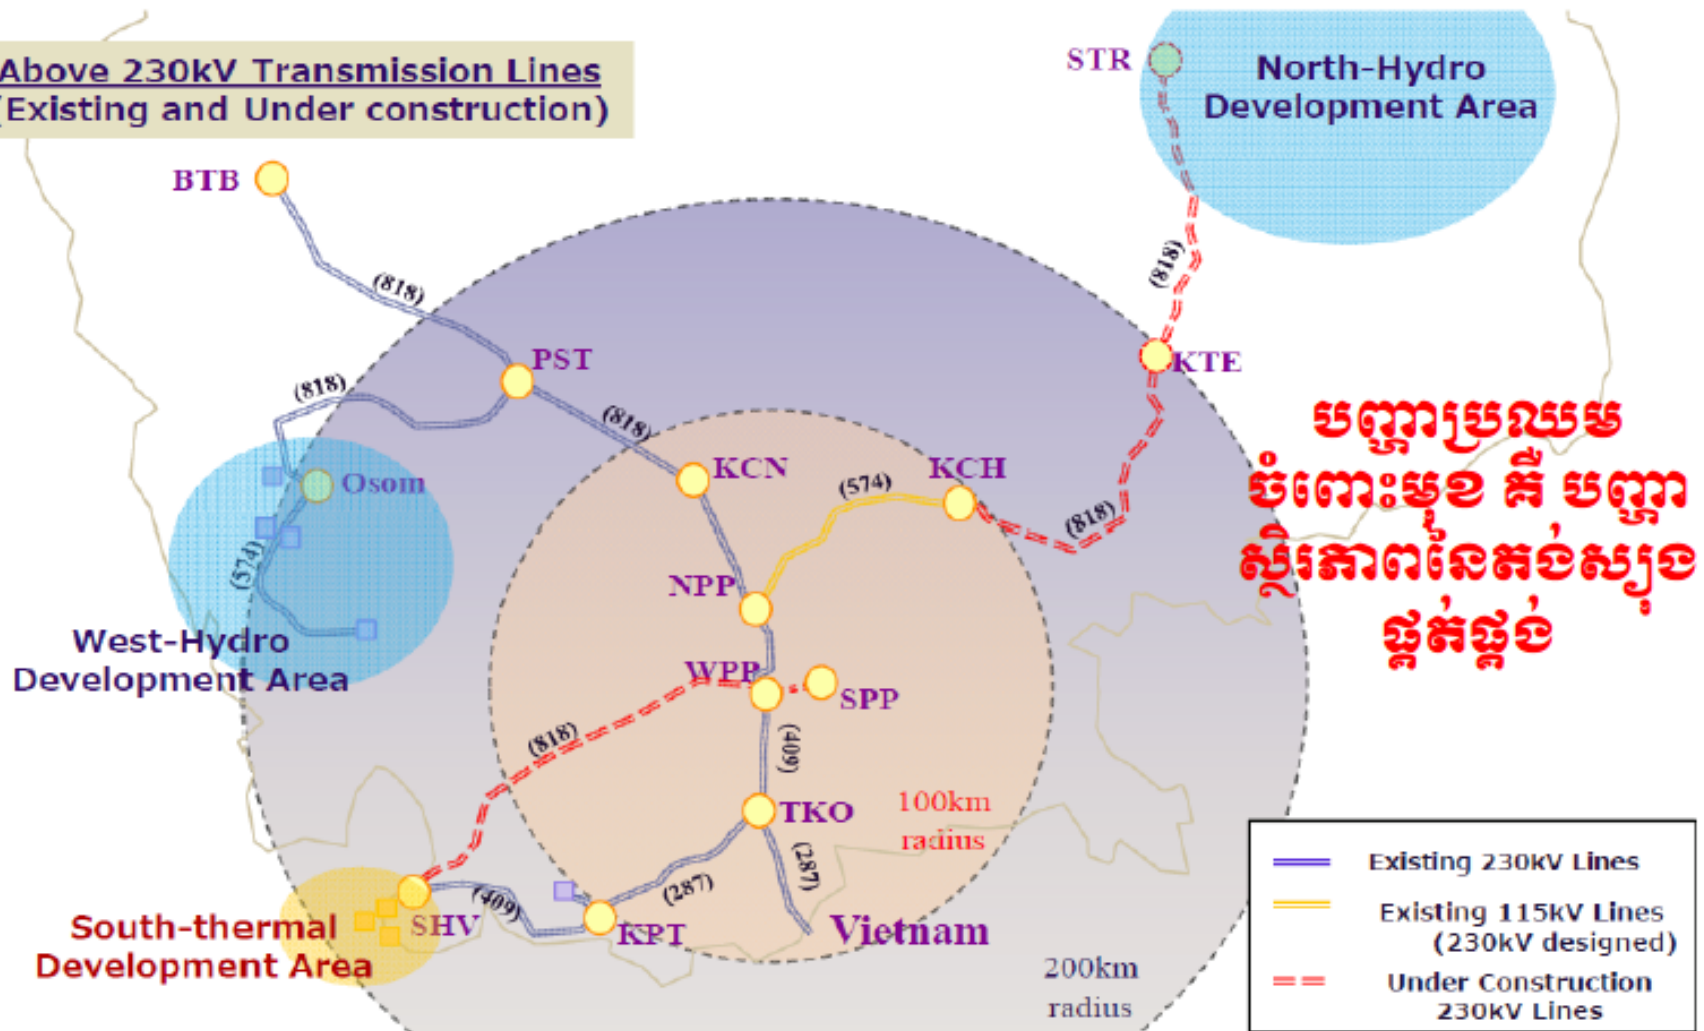 Above 230kV Transmission Lines
(Existing and Under construction)
STR
North-Hydro
Development Area
BTB
(818)
(818)
PST
KTE
(818)
(818)
បញ្ហាប្រឈម
ចំពោះមុខ គឺ បញ្ហា
ស្ថិរភាពនៃតង់ស្យុង
ផ្គត់ផ្គង់
KCN
KCH
Osom
(574)
(818)
(574)
NPP
West-Hydro
Development Area
WPP
SPP
(818)
(409)
100km
radius
TKO
(287)
(287)
(409)
SHV
KPT
Vietnam
South-thermal
Development Area
200km
radius
Existing 230kV Lines
Existing 115kV Lines
(230kV designed)
Under Construction
230kV Lines